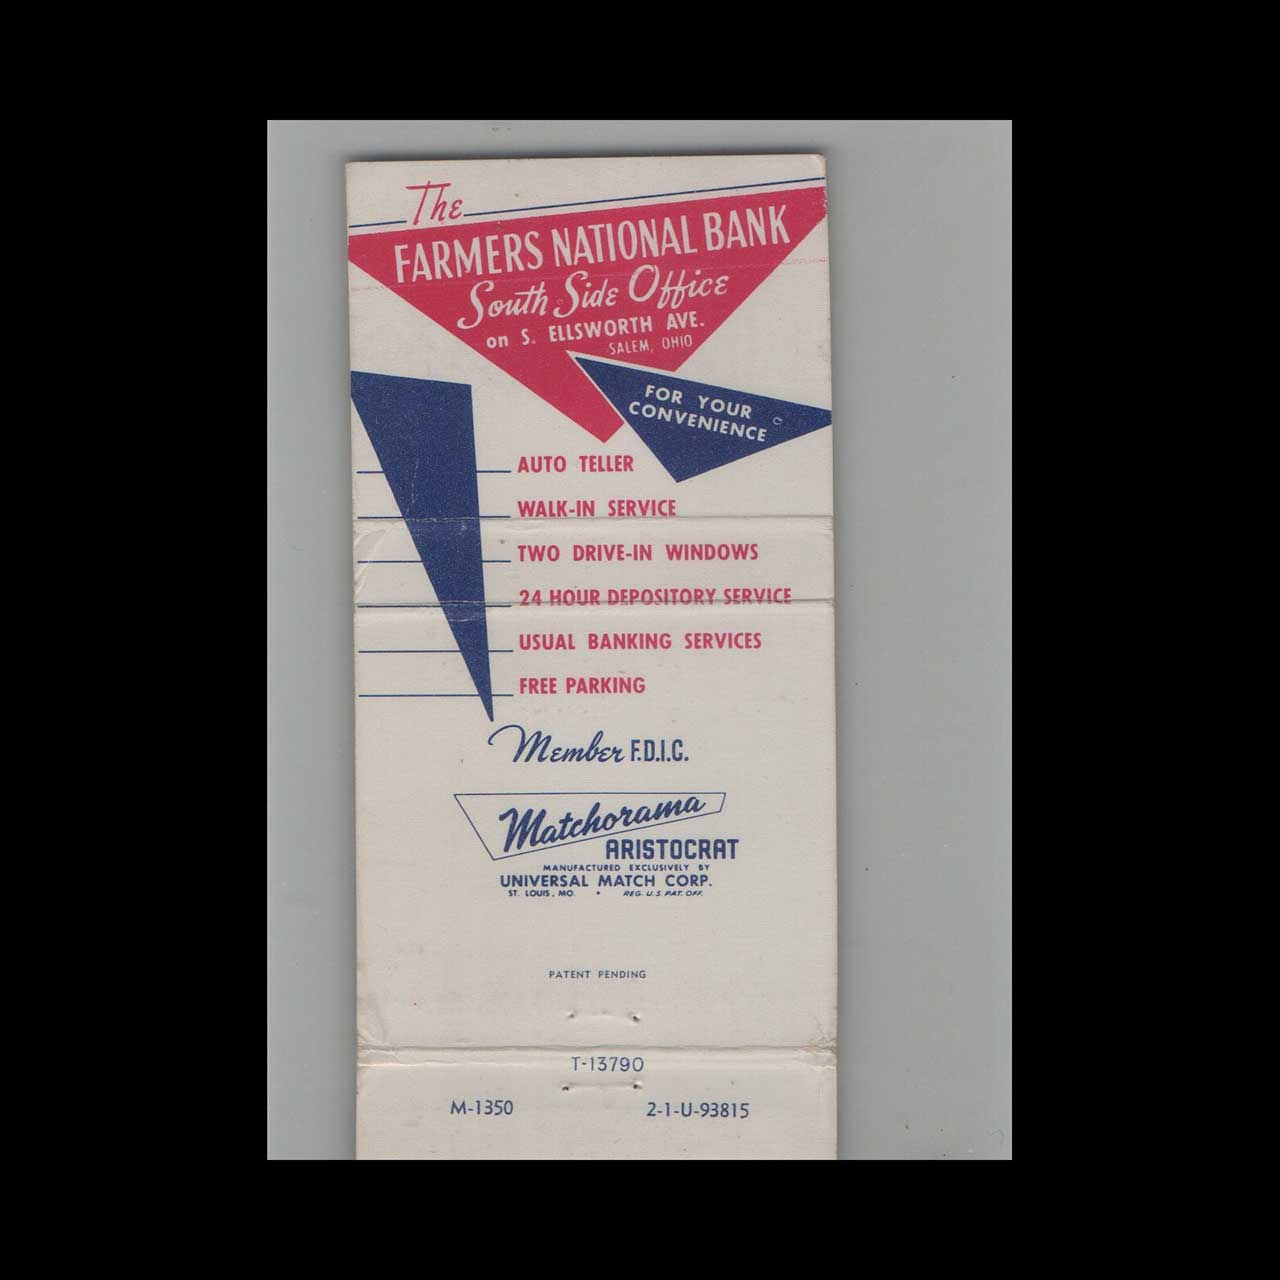 The
FARMERS NATIONAL BANK
South Side Office
on S. ELLSWORTH AVE.
SALEM, OHIO
FOR YOUR
CONVENIENCE
AUTO TELLER
WALK-IN SERVICE
TWO DRIVE-IN WINDOWS
24 HOUR DEPOSITORY SERVICE
USUAL BANKING SERVICES
FREE PARKING
Member F.D.I.C.
Matchorama
ARISTOCRAT
MANUFACTURED EXCLUSIVELY BY
UNIVERSAL MATCH CORP.
ST. LOUIS, MO. • REG. U.S. PAT. OFF.
PATENT PENDING
T-13790
M-1350 2-1-U-93815